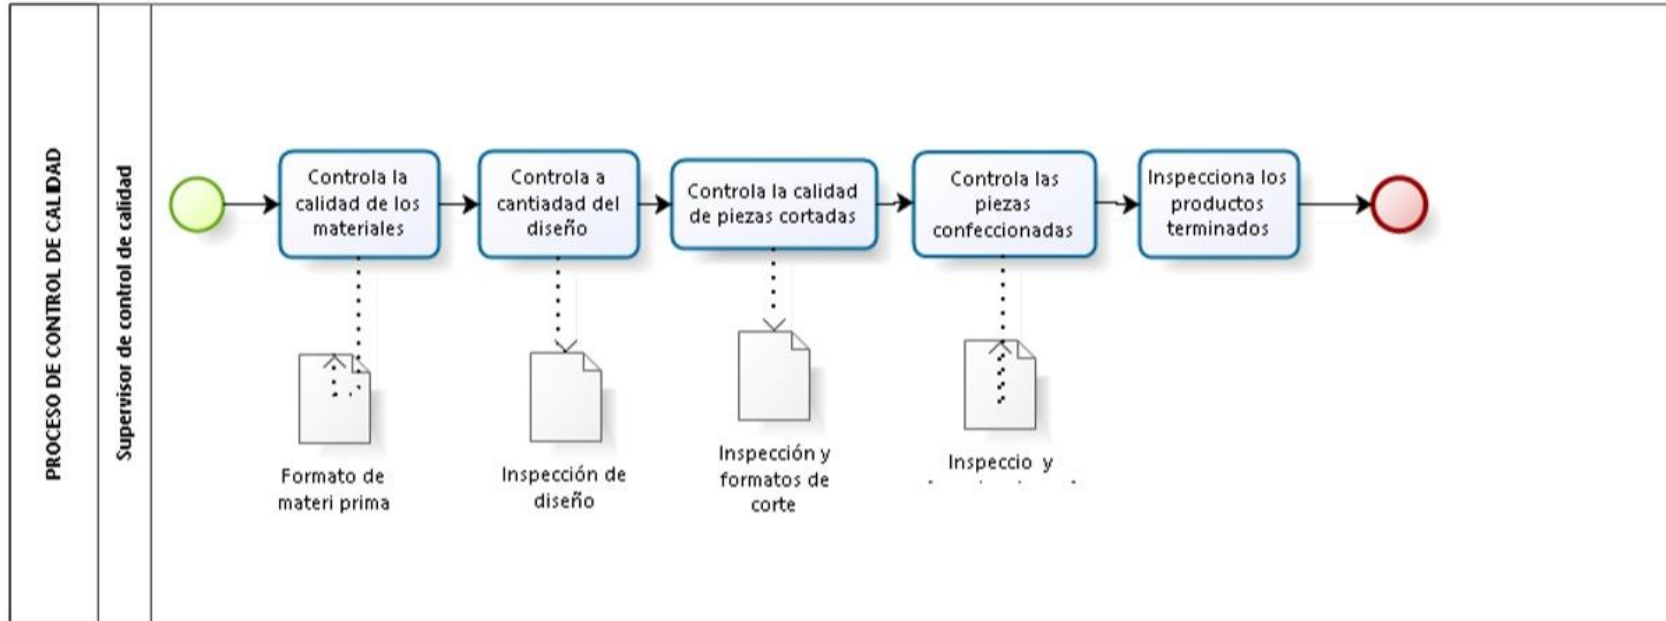 PROCESO DE CONTROL DE CALIDAD
Supervisor de control de calidad
Controla la
calidad de los
materiales
Controla a
cantiadad del
diseño
Controla la calidad
de piezas cortadas
Controla las
piezas
confeccionadas
Inspecciona los
productos
terminados
Formato de
materi prima
Inspección de
diseño
Inspección y
formatos de
corte
Inspeccio y